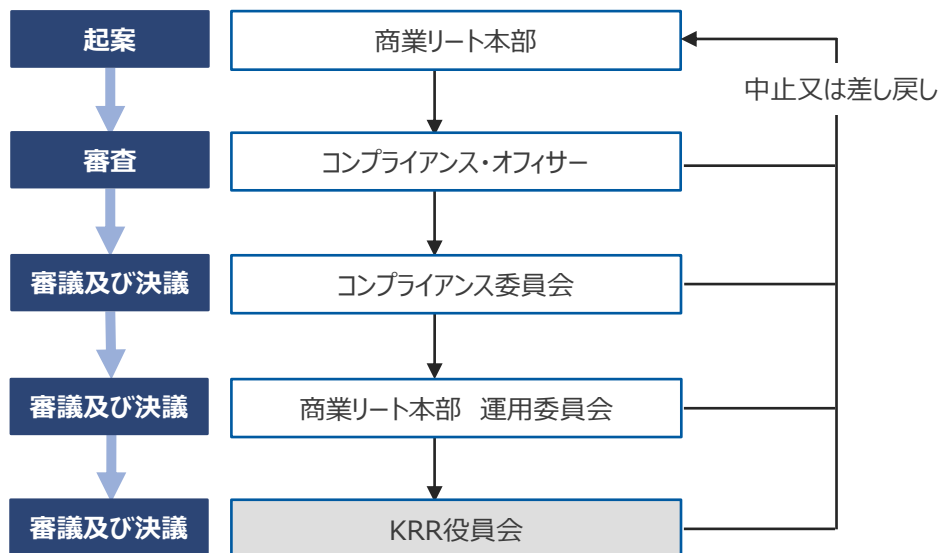 起案
商業リート本部
中止又は差し戻し
審査
コンプライアンス・オフィサー
審議及び決議
コンプライアンス委員会
審議及び決議
商業リート本部　運用委員会
審議及び決議
KRR役員会